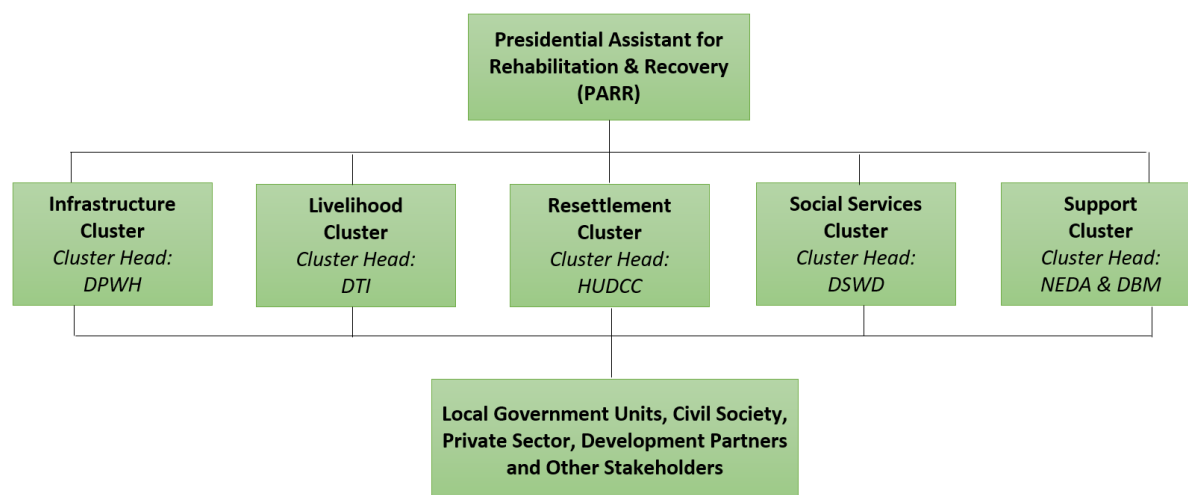 Presidential Assistant for
Rehabilitation & Recovery
(PARR)
Infrastructure
Cluster
Cluster Head:
DPWH
Livelihood
Cluster
Cluster Head:
DTI
Resettlement
Cluster
Cluster Head:
HUDCC
Social Services
Cluster
Cluster Head:
DSWD
Support
Cluster
Cluster Head:
NEDA & DBM
Local Government Units, Civil Society,
Private Sector, Development Partners
and Other Stakeholders